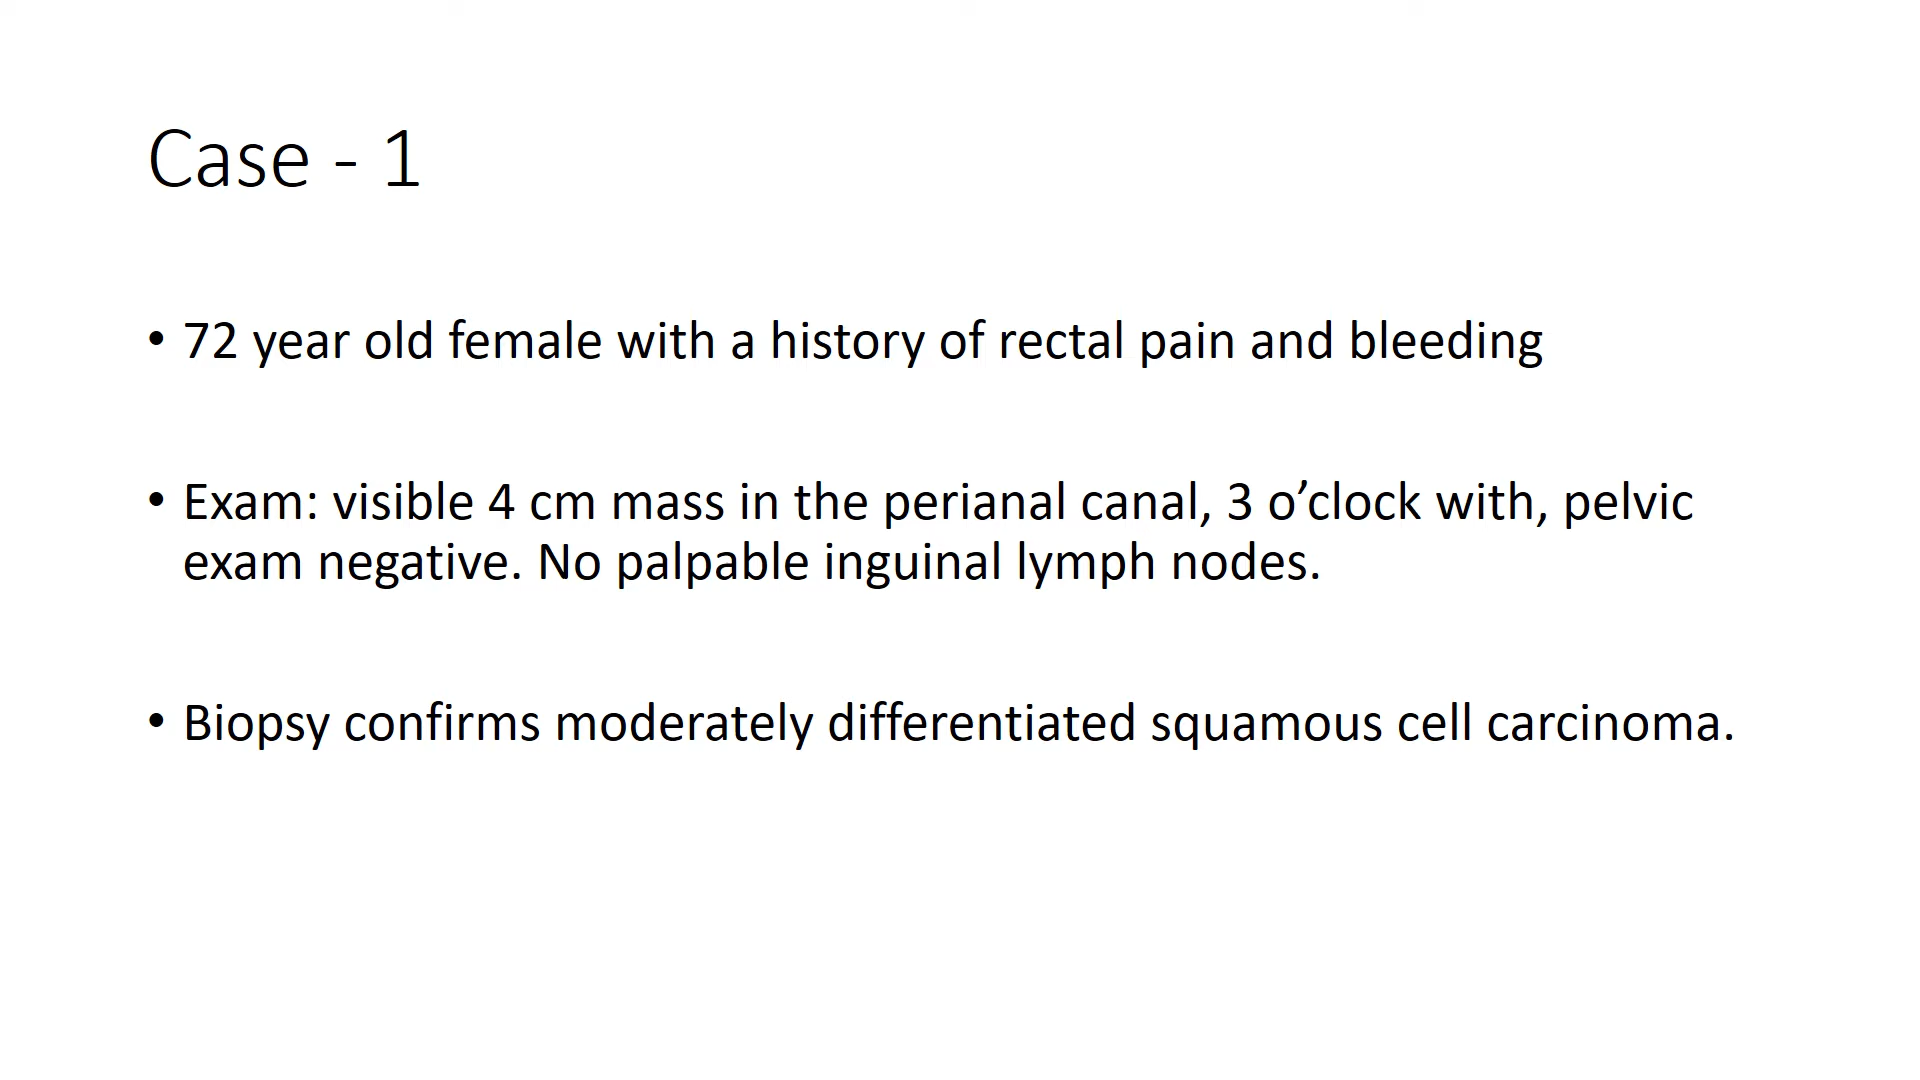 Case - 1
• 72 year old female with a history of rectal pain and bleeding
• Exam: visible 4 cm mass in the perianal canal, 3 o’clock with, pelvic
exam negative. No palpable inguinal lymph nodes.
• Biopsy confirms moderately differentiated squamous cell carcinoma.